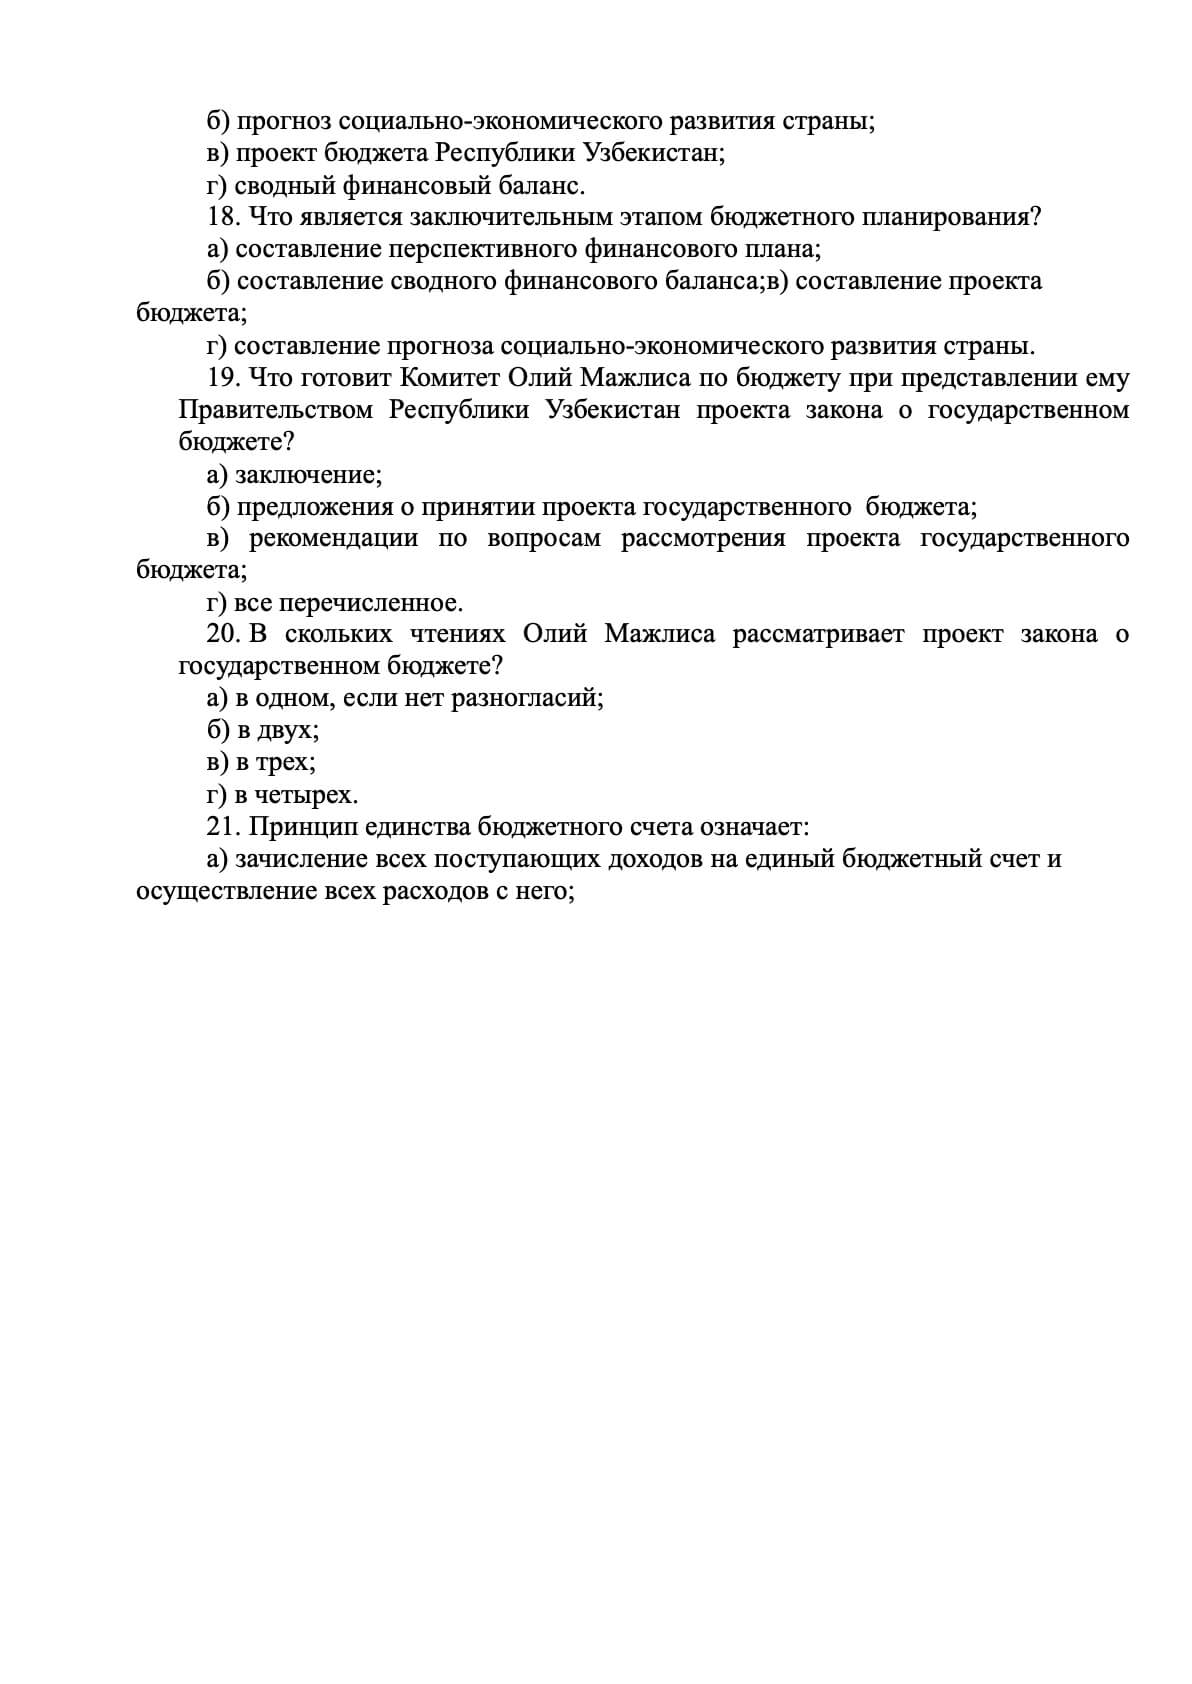 б) прогноз социально-экономического развития страны;
в) проект бюджета Республики Узбекистан;
г) сводный финансовый баланс.
18. Что является заключительным этапом бюджетного планирования?
а) составление перспективного финансового плана;
б) составление сводного финансового баланса;в) составление проекта
бюджета;
г) составление прогноза социально-экономического развития страны.
19. Что готовит Комитет Олий Мажлиса по бюджету при представлении ему
Правительством Республики Узбекистан проекта закона о государственном
бюджете?
а) заключение;
б) предложения о принятии проекта государственного  бюджета;
в) рекомендации по вопросам рассмотрения проекта государственного
бюджета;
г) все перечисленное.
20. В скольких чтениях Олий Мажлиса рассматривает проект закона о
государственном бюджете?
а) в одном, если нет разногласий;
б) в двух;
в) в трех;
г) в четырех.
21. Принцип единства бюджетного счета означает:
а) зачисление всех поступающих доходов на единый бюджетный счет и
осуществление всех расходов с него;